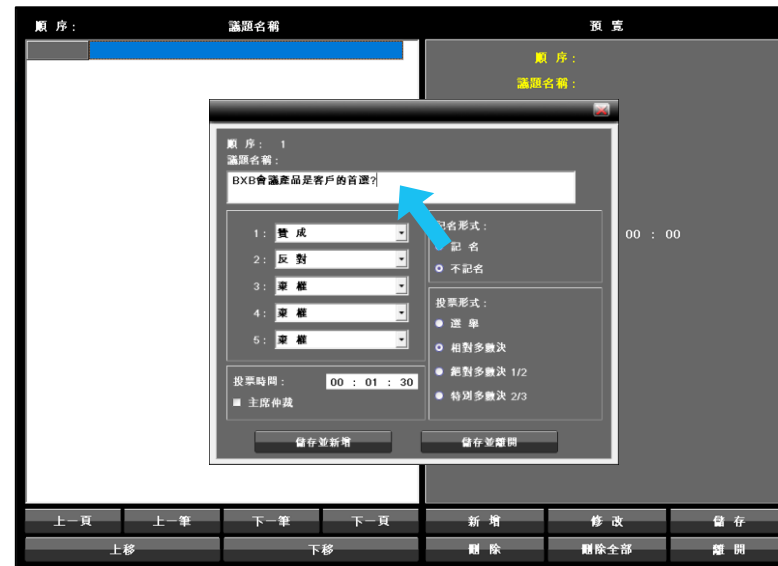 順 序：
議題名稱
預 覽
順 序：
議題名稱：
00 : 00
順 序： 1
議題名稱：
BXB會議產品是客戶的首選?
1： 贊 成
2： 反 對
3： 棄 權
4： 棄 權
5： 棄 權
記名形式：
記 名
不記名
投票形式：
選 舉
相對多數決
絕對多數決 1/2
特別多數決 2/3
投票時間： 00 : 01 : 30
主席仲裁
儲存並新增
儲存並離開
上一頁 上一筆 下一筆 下一頁 新 增 修 改 儲 存
上移 下移 刪 除 刪除全部 離 開